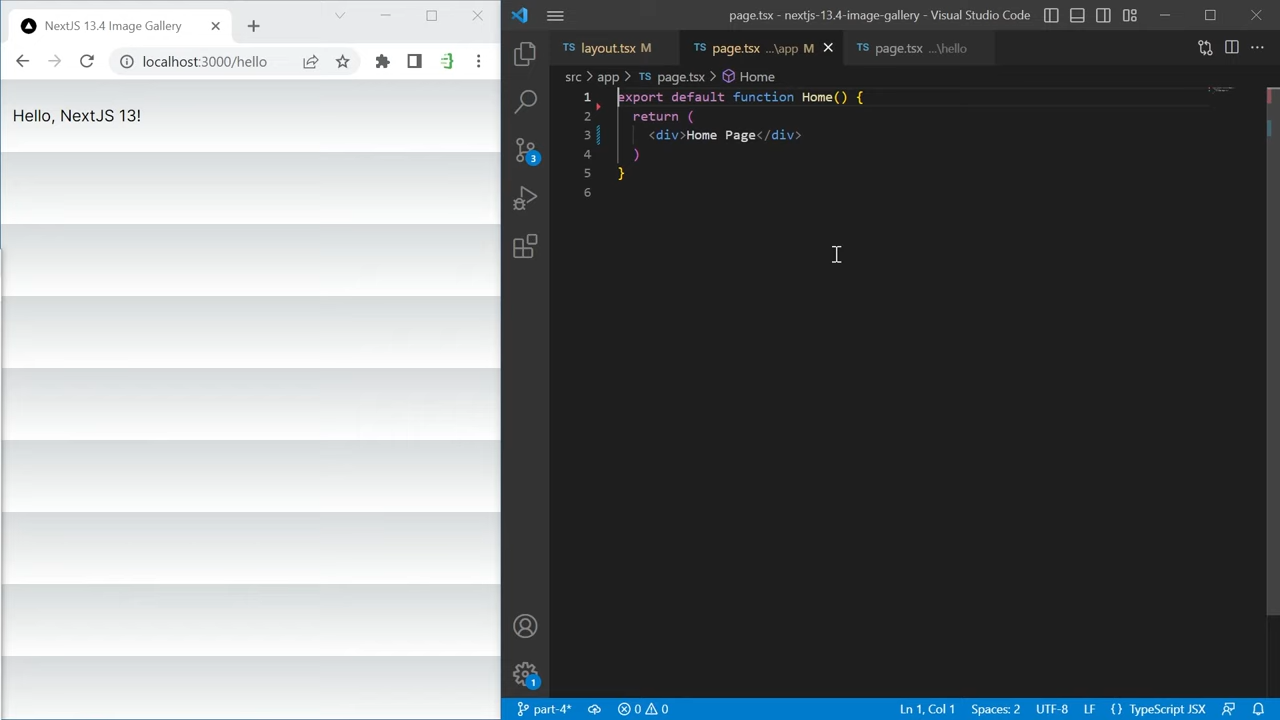 NextJS 13.4 Image Gallery
localhost:3000/hello
Hello, NextJS 13!
page.tsx - nextjs-13.4-image-gallery - Visual Studio Code
TS layout.tsx M
TS page.tsx ...\app M
TS page.tsx ...\hello
src > app > TS page.tsx > Home
1 export default function Home() {
2 return (
3 <div>Home Page</div>
4 )
5 }
6
3
1
part-4* 0 0 Ln 1, Col 1 Spaces: 2 UTF-8 LF {} TypeScript JSX